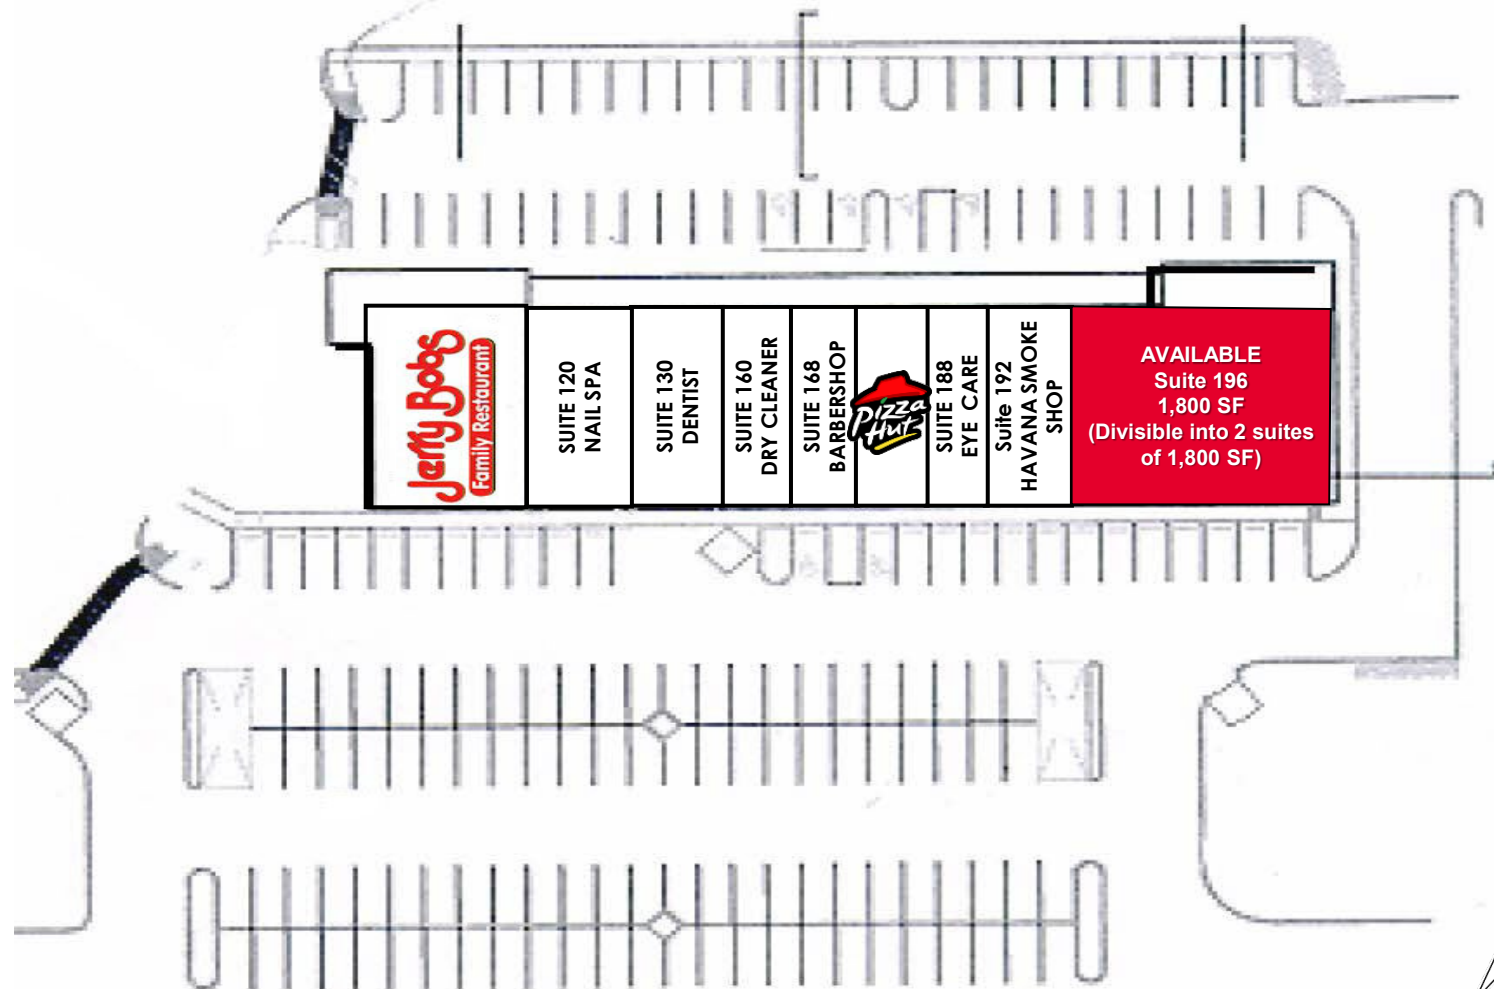 Jerry Bobs
Family Restaurant
SUITE 120
NAIL SPA
SUITE 130
DENTIST
SUITE 160
DRY CLEANER
SUITE 168
BARBERSHOP
Pizza
Hut
SUITE 188
EYE CARE
Suite 192
HAVANA SMOKE
SHOP
AVAILABLE
Suite 196
1,800 SF
(Divisible into 2 suites
of 1,800 SF)